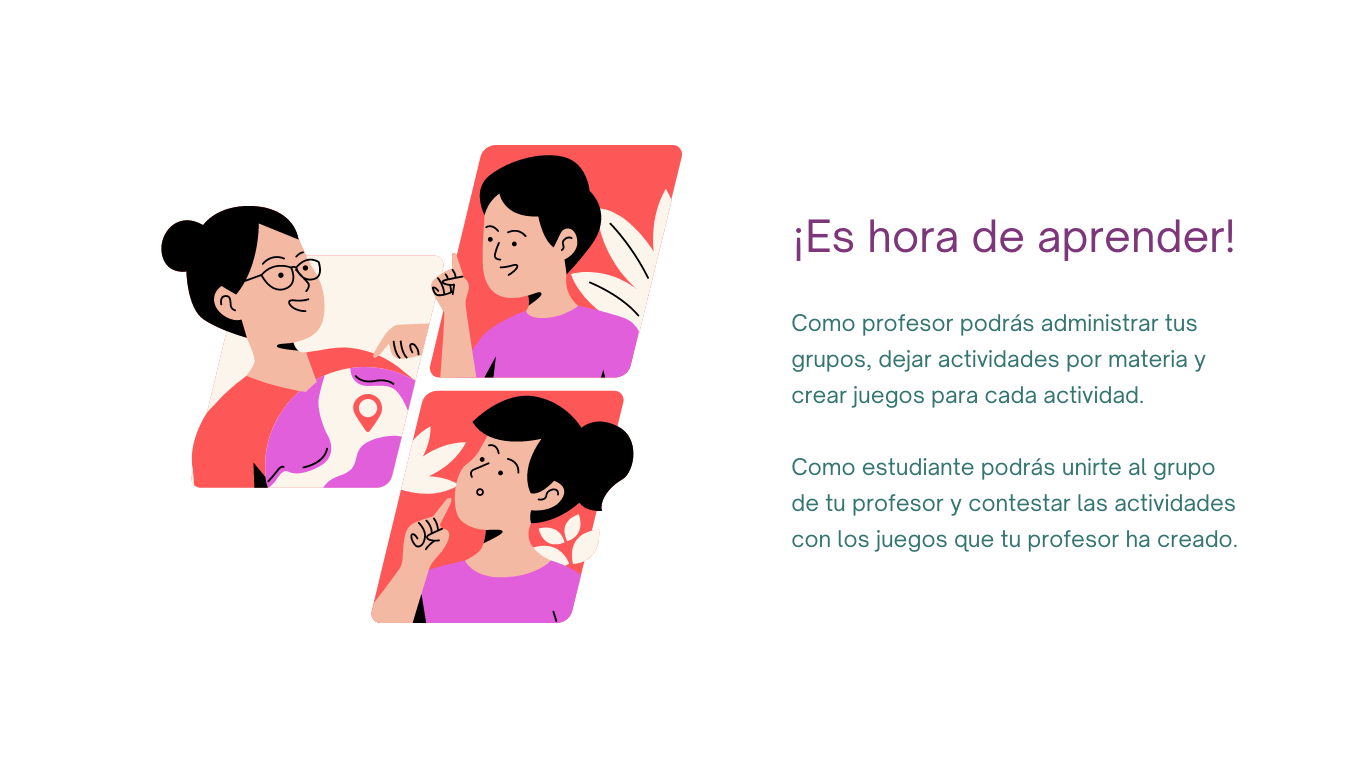 ¡Es hora de aprender!
Como profesor podrás administrar tus
grupos, dejar actividades por materia y
crear juegos para cada actividad.
Como estudiante podrás unirte al grupo
de tu profesor y contestar las actividades
con los juegos que tu profesor ha creado.